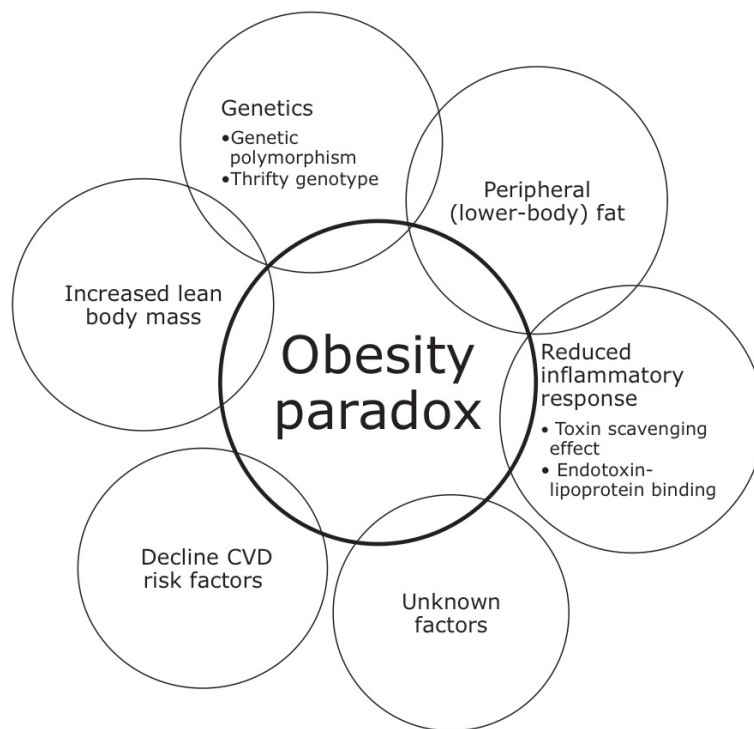 Genetics
•Genetic
polymorphism
•Thrifty genotype
Peripheral
(lower-body) fat
Increased lean
body mass
Obesity
paradox
Reduced
inflammatory
response
• Toxin scavenging
effect
• Endotoxin-
lipoprotein binding
Decline CVD
risk factors
Unknown
factors